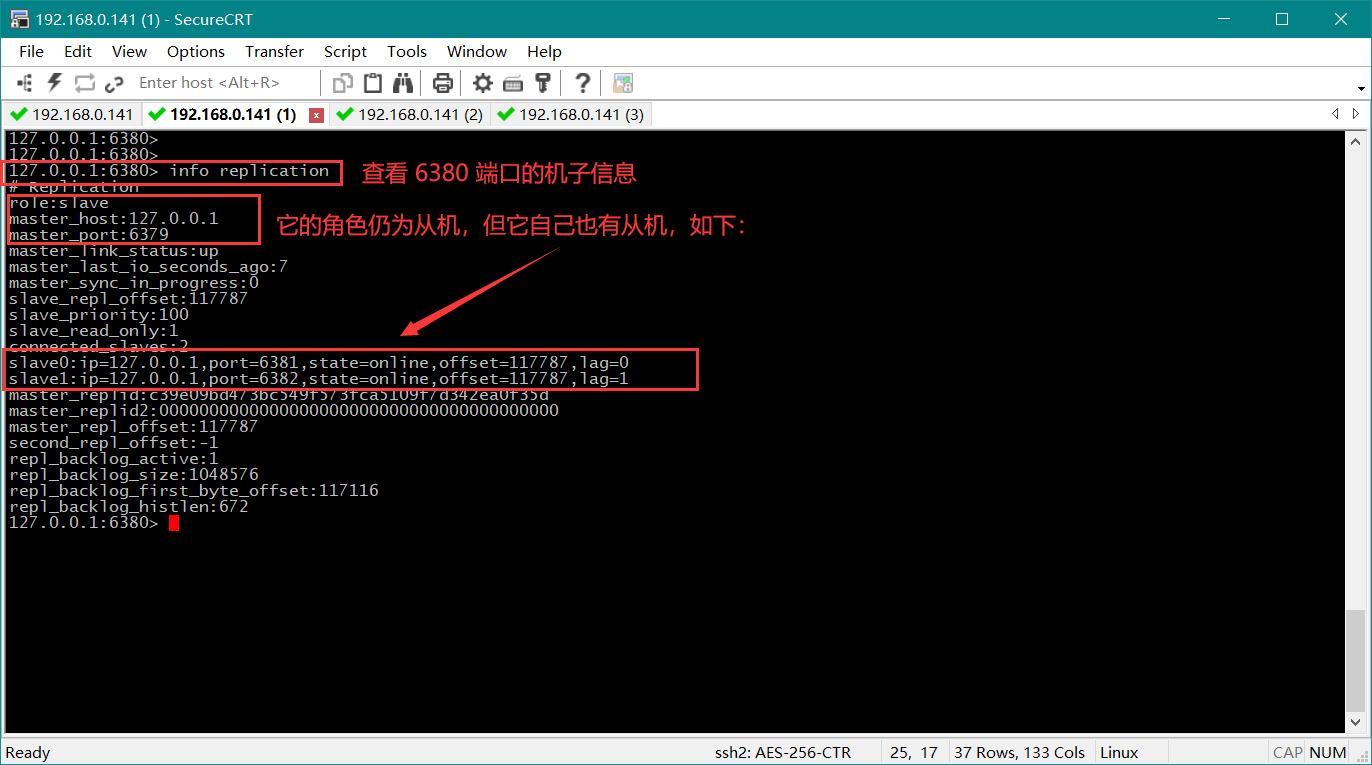 192.168.0.141 (1) - SecureCRT
File Edit View Options Transfer Script Tools Window Help
Enter host <Alt+R>
192.168.0.141 192.168.0.141 (1) 192.168.0.141 (2) 192.168.0.141 (3)
127.0.0.1:6380>
127.0.0.1:6380>
127.0.0.1:6380> info replication 查看 6380 端口的机子信息
# Replication
role:slave
master_host:127.0.0.1 它的角色仍为从机，但它自己也有从机，如下：
master_port:6379
master_link_status:up
master_last_io_seconds_ago:7
master_sync_in_progress:0
slave_repl_offset:117787
slave_priority:100
slave_read_only:1
connected_slaves:2
slave0:ip=127.0.0.1,port=6381,state=online,offset=117787,lag=0
slave1:ip=127.0.0.1,port=6382,state=online,offset=117787,lag=1
master_replid:c39e09bd473bc549f573fca5109f7d342ea0f35d
master_replid2:0000000000000000000000000000000000000000
master_repl_offset:117787
second_repl_offset:-1
repl_backlog_active:1
repl_backlog_size:1048576
repl_backlog_first_byte_offset:117116
repl_backlog_histlen:672
127.0.0.1:6380>
Ready ssh2: AES-256-CTR 25, 17 37 Rows, 133 Cols Linux CAP NUM